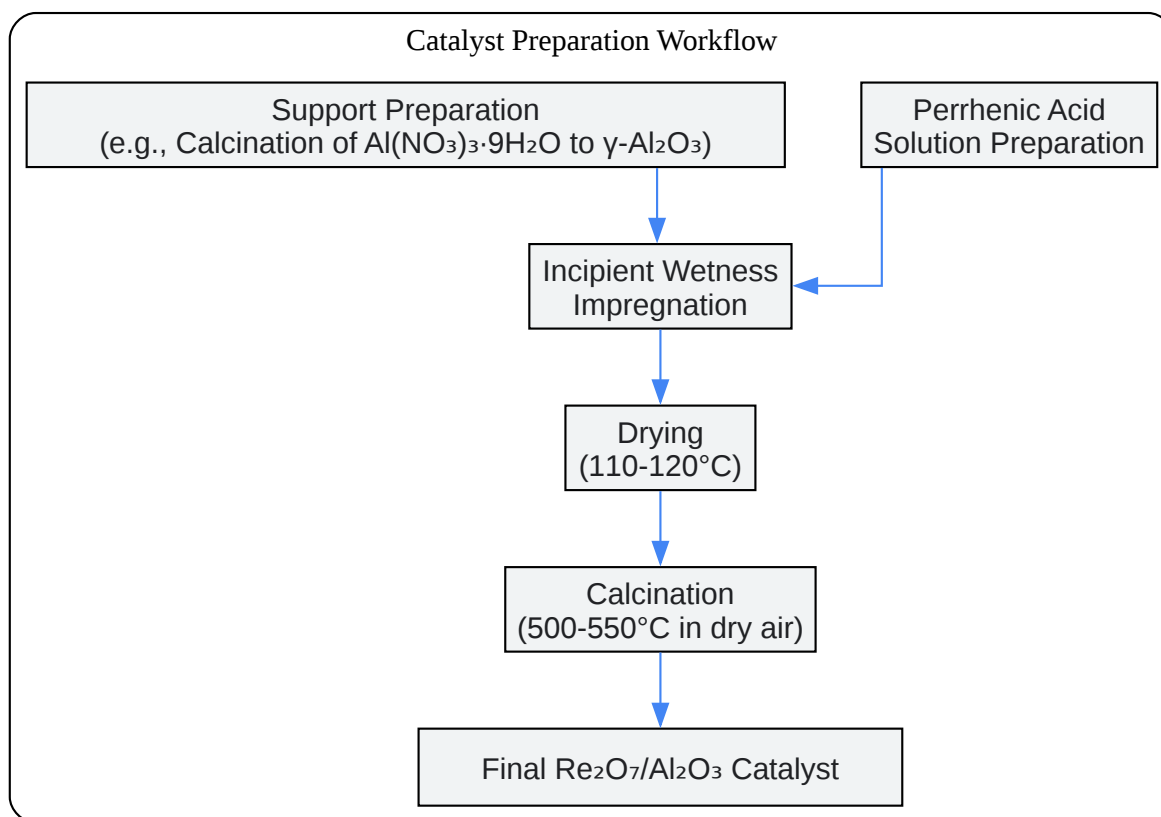 Catalyst Preparation Workflow
Support Preparation
(e.g., Calcination of Al(NO₃)₃·9H₂O to γ-Al₂O₃)
Perrhenic Acid
Solution Preparation
Incipient Wetness
Impregnation
Drying
(110-120°C)
Calcination
(500-550°C in dry air)
Final Re₂O₇/Al₂O₃ Catalyst